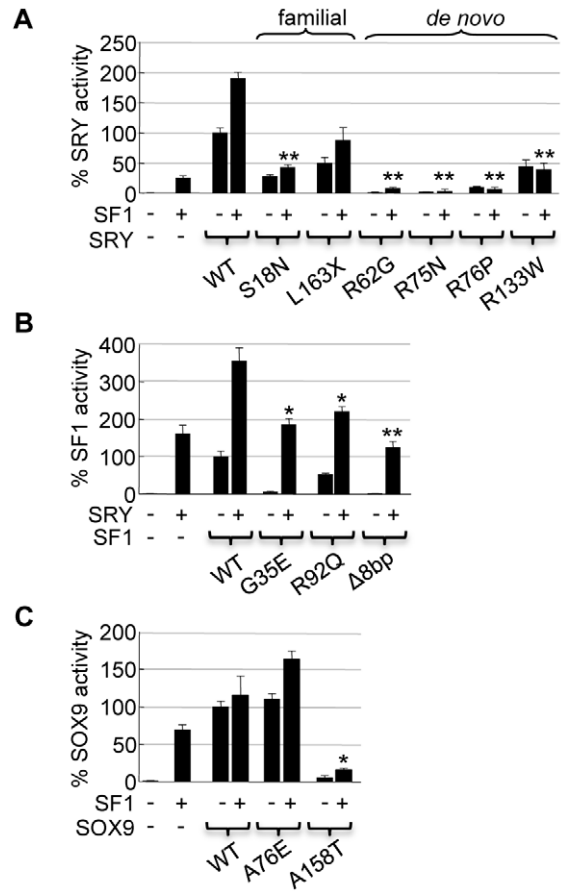 A
familial de novo
% SRY activity
250
200
150
100
50
0
** ** ** ** **
SF1 - + - + - + - + - + - + - + - +
SRY - -
WT S18N L163X R62G R75N R76P R133W
B
% SF1 activity
400
300
200
100
0
* * **
SRY - + - + - + - + - +
SF1 - -
WT G35E R92Q Δ8bp
C
% SOX9 activity
200
150
100
50
0
*
SF1 - + - + - + - +
SOX9 - -
WT A76E A158T